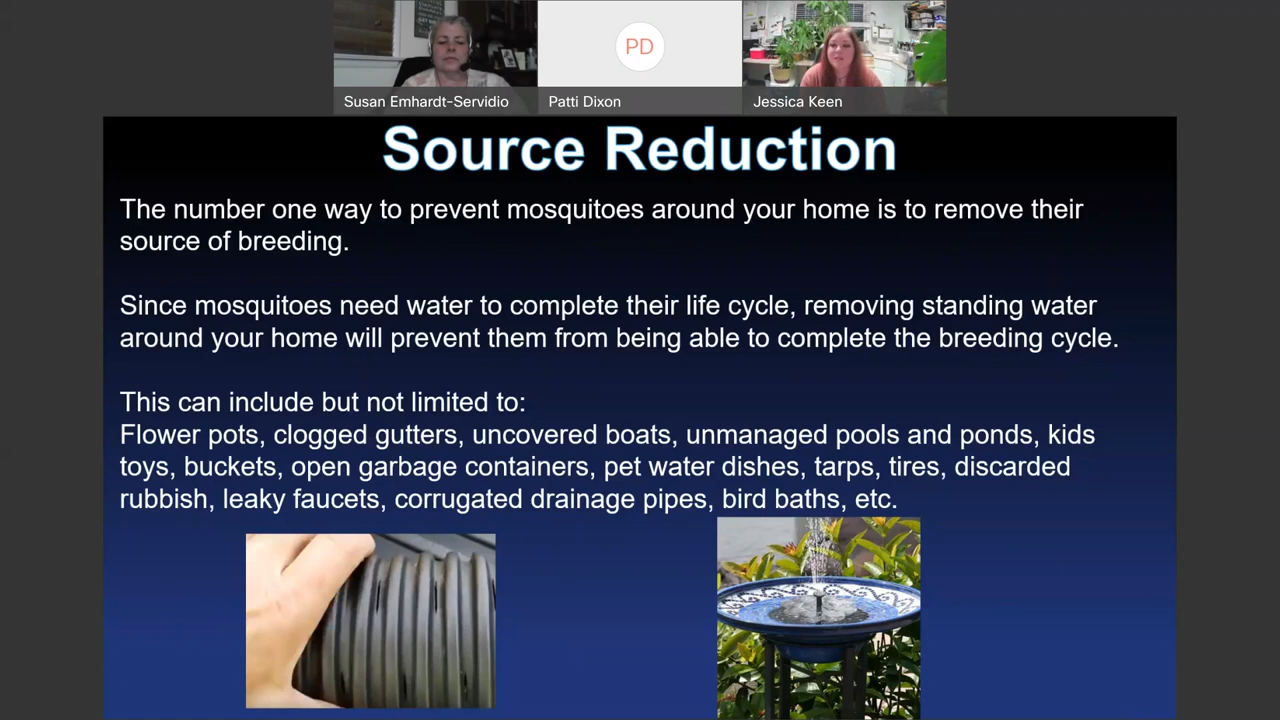 PD
Susan Emhardt-Servidio
Patti Dixon
Jessica Keen
Source Reduction
The number one way to prevent mosquitoes around your home is to remove their
source of breeding.
Since mosquitoes need water to complete their life cycle, removing standing water
around your home will prevent them from being able to complete the breeding cycle.
This can include but not limited to:
Flower pots, clogged gutters, uncovered boats, unmanaged pools and ponds, kids
toys, buckets, open garbage containers, pet water dishes, tarps, tires, discarded
rubbish, leaky faucets, corrugated drainage pipes, bird baths, etc.